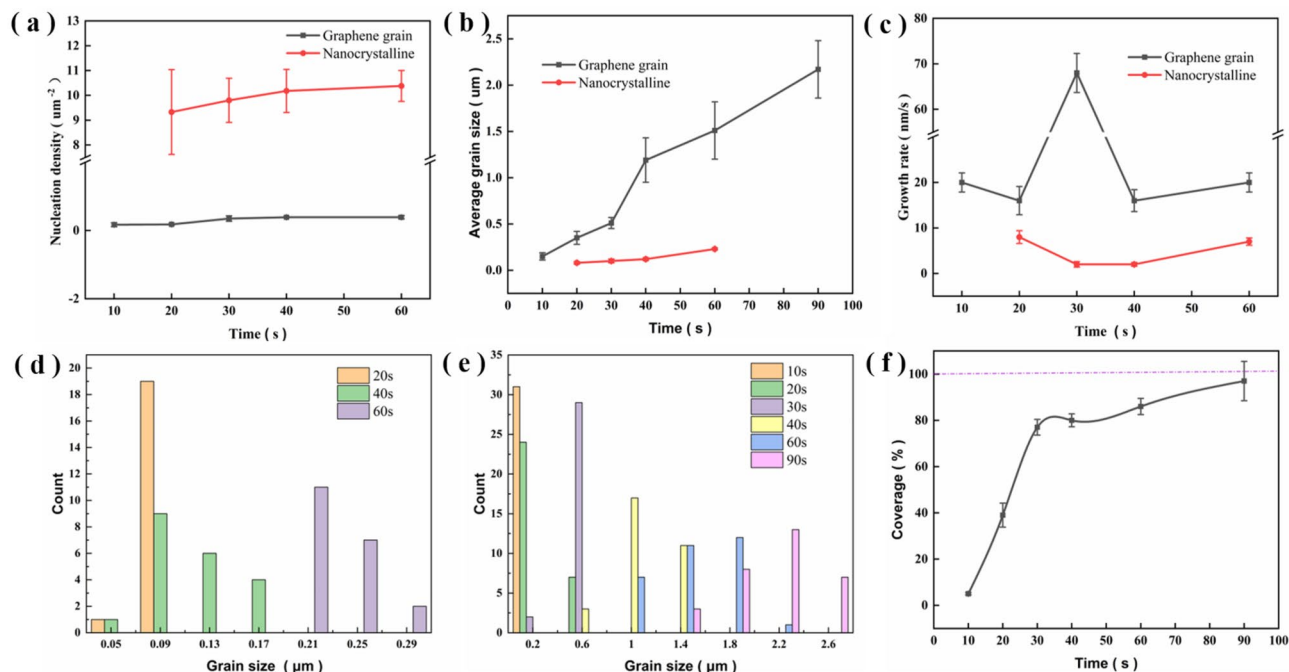 ( a )
Graphene grain
Nanocrystalline
Nucleation density ( um⁻² )
13
12
11
10
9
8
0
-2
10 20 30 40 50 60
Time ( s )
( b )
Graphene grain
Nanocrystalline
Average grain size ( um )
2.5
2.0
1.5
1.0
0.5
0.0
0 10 20 30 40 50 60 70 80 90 100
Time ( s )
( c )
Graphene grain
Nanocrystalline
Growth rate ( nm/s )
80
70
60
20
10
0
10 20 30 40 50 60
Time ( s )
( d )
20s
40s
60s
Count
20
18
16
14
12
10
8
6
4
2
0
0.05 0.09 0.13 0.17 0.21 0.25 0.29
Grain size ( μm )
( e )
10s
20s
30s
40s
60s
90s
Count
35
30
25
20
15
10
5
0
0.2 0.6 1 1.4 1.8 2.2 2.6
Grain size ( μm )
( f )
Coverage ( % )
100
80
60
40
20
0
0 10 20 30 40 50 60 70 80 90 100
Time ( s )